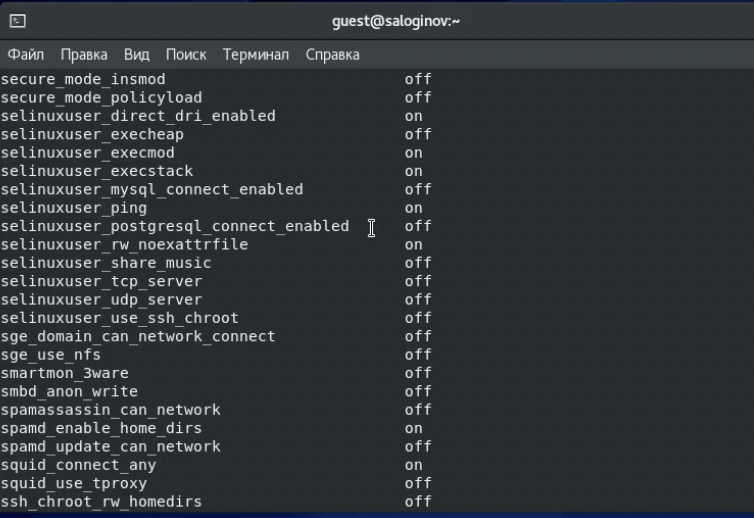 guest@saloginov:~
Файл Правка Вид Поиск Терминал Справка
secure_mode_insmod off
secure_mode_policyload off
selinuxuser_direct_dri_enabled on
selinuxuser_execheap off
selinuxuser_execmod on
selinuxuser_execstack on
selinuxuser_mysql_connect_enabled off
selinuxuser_ping on
selinuxuser_postgresql_connect_enabled off
selinuxuser_rw_noexattrfile on
selinuxuser_share_music off
selinuxuser_tcp_server off
selinuxuser_udp_server off
selinuxuser_use_ssh_chroot off
sge_domain_can_network_connect off
sge_use_nfs off
smartmon_3ware off
smbd_anon_write off
spamassassin_can_network off
spamd_enable_home_dirs on
spamd_update_can_network off
squid_connect_any on
squid_use_tproxy off
ssh_chroot_rw_homedirs off